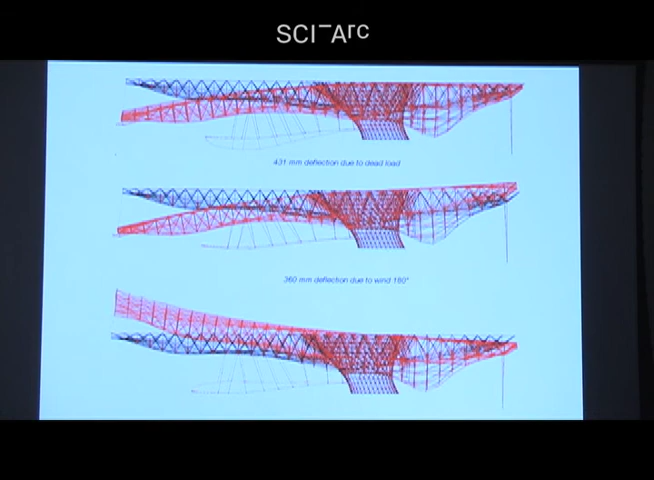 SCI-Arc
431 mm deflection due to dead load
360 mm deflection due to wind 180°